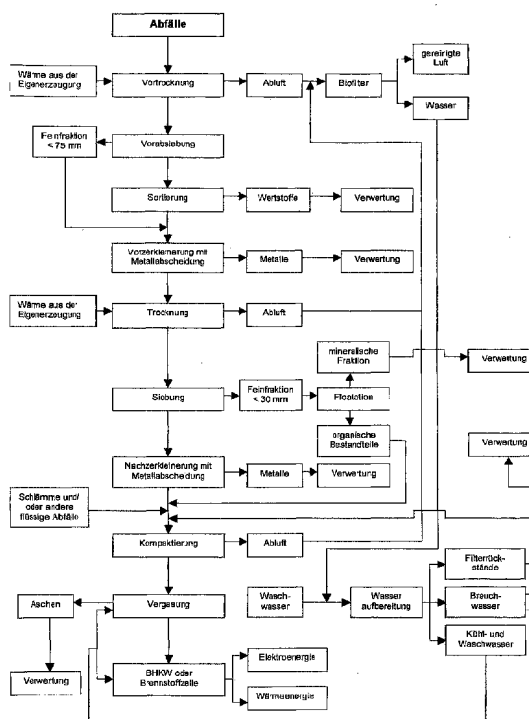 Abfälle
Wärme aus der
Eigenerzeugung
Vortrocknung
Abluft
Biofilter
gereinigte
Luft
Wasser
Feinfraktion
< 75 mm
Vorabsiebung
Sortierung
Wertstoffe
Verwertung
Vorzerkleinerung mit
Metallabscheidung
Metalle
Verwertung
Wärme aus der
Eigenerzeugung
Trocknung
Abluft
mineralische
Fraktion
Verwertung
Siebung
Feinfraktion
< 30 mm
Floatation
organische
Bestandteile
Verwertung
Nachzerkleinerung mit
Metallabscheidung
Metalle
Verwertung
Schlämme und/
oder andere
flüssige Abfälle
Kompaktierung
Abluft
Filterrück-
stände
Wasch-
wasser
Wasser
aufbereitung
Brauch-
wasser
Kühl- und
Waschwasser
Aschen
Vergasung
Verwertung
BHKW oder
Brennstoffzelle
Elektroenergie
Wärmeenergie